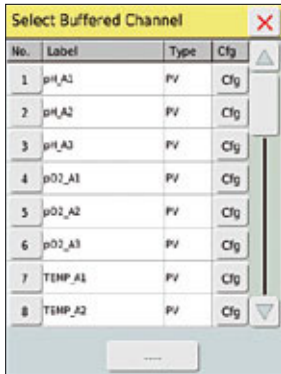 Select Buffered Channel
No. Label Type Cfg
1 pH_A1 PV Cfg
2 pH_A2 PV Cfg
3 pH_A3 PV Cfg
4 pO2_A1 PV Cfg
5 pO2_A2 PV Cfg
6 pO2_A3 PV Cfg
7 TEMP_A1 PV Cfg
8 TEMP_A2 PV Cfg
----